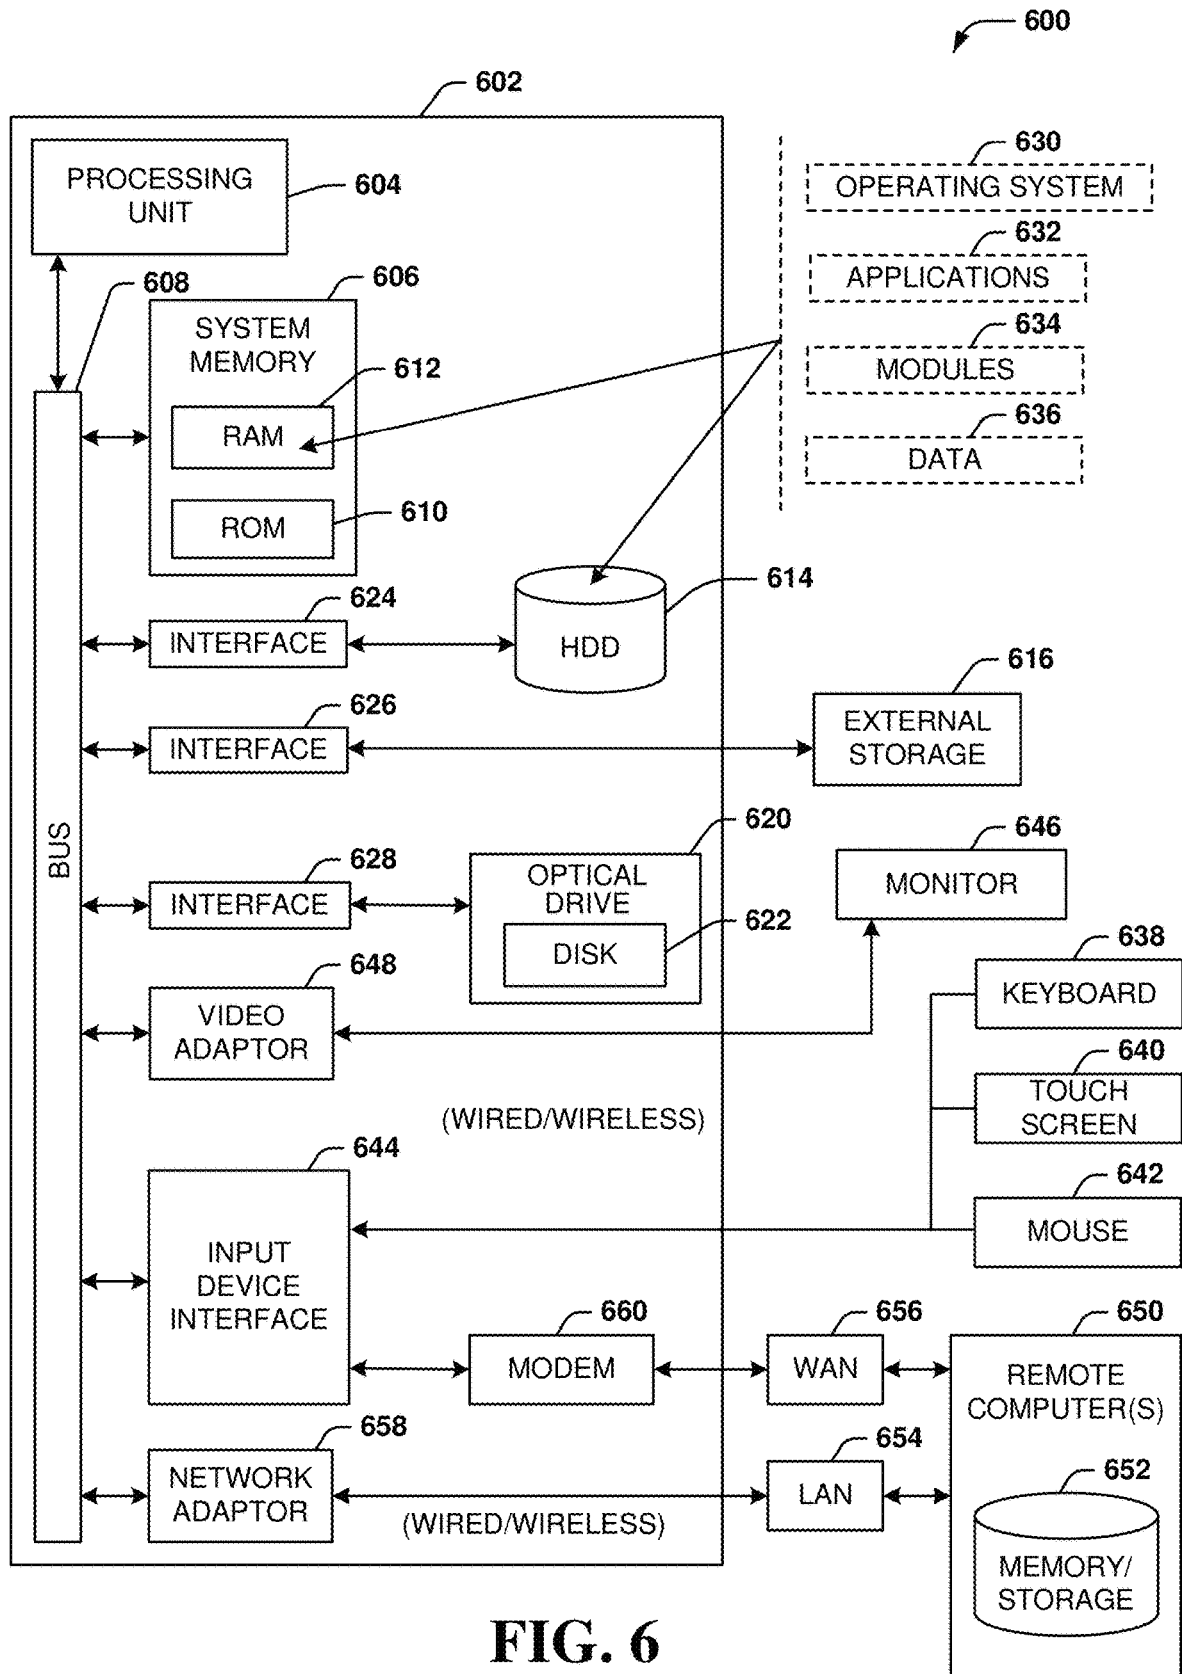 600
602
PROCESSING
UNIT
604
630
OPERATING SYSTEM
608
606
632
APPLICATIONS
SYSTEM
MEMORY
612
634
MODULES
RAM
636
DATA
ROM
610
624
INTERFACE
614
HDD
626
INTERFACE
616
EXTERNAL
STORAGE
BUS
628
INTERFACE
620
OPTICAL
DRIVE
622
DISK
646
MONITOR
648
VIDEO
ADAPTOR
638
KEYBOARD
640
TOUCH
SCREEN
(WIRED/WIRELESS)
644
642
MOUSE
INPUT
DEVICE
INTERFACE
660
MODEM
656
WAN
650
REMOTE
COMPUTER(S)
658
NETWORK
ADAPTOR
(WIRED/WIRELESS)
654
LAN
652
MEMORY/
STORAGE
FIG. 6